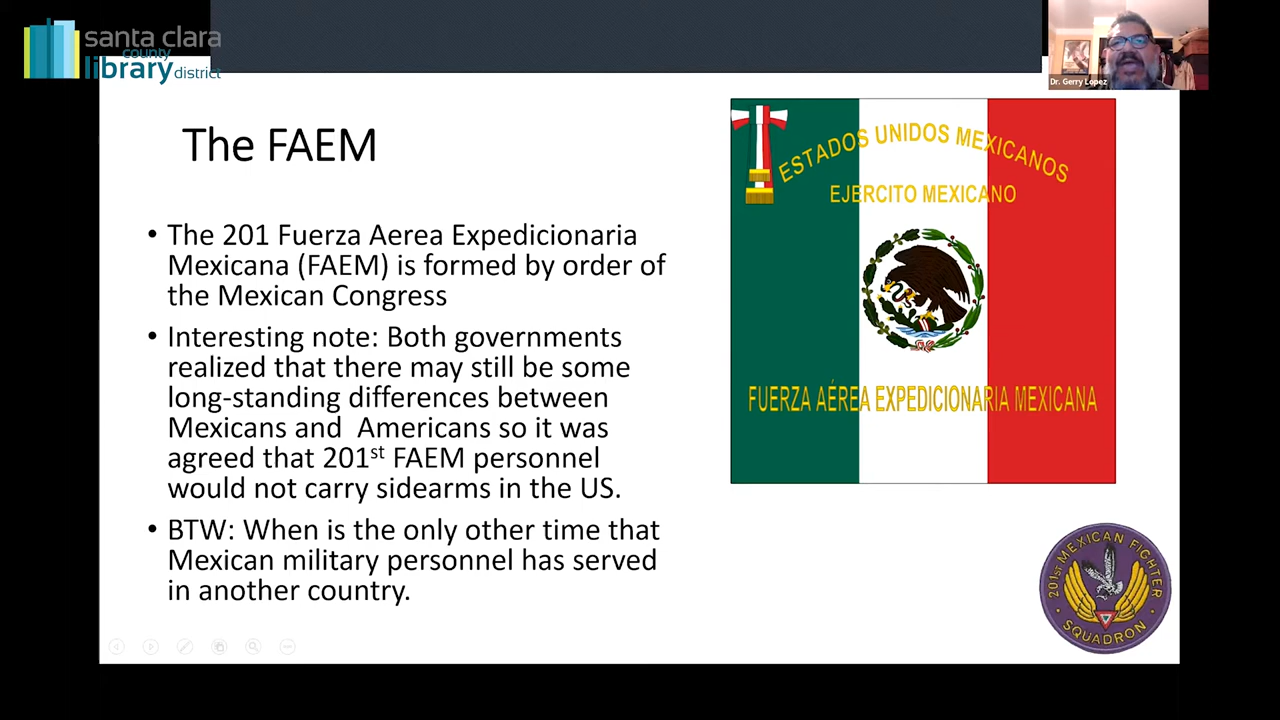 santa clara
county
library district
Dr. Gerry Lopez
The FAEM
• The 201 Fuerza Aerea Expedicionaria
Mexicana (FAEM) is formed by order of
the Mexican Congress
• Interesting note: Both governments
realized that there may still be some
long-standing differences between
Mexicans and Americans so it was
agreed that 201st FAEM personnel
would not carry sidearms in the US.
• BTW: When is the only other time that
Mexican military personnel has served
in another country.
ESTADOS UNIDOS MEXICANOS
EJERCITO MEXICANO
FUERZA AÉREA EXPEDICIONARIA MEXICANA
201ST MEXICAN FIGHTER
SQUADRON